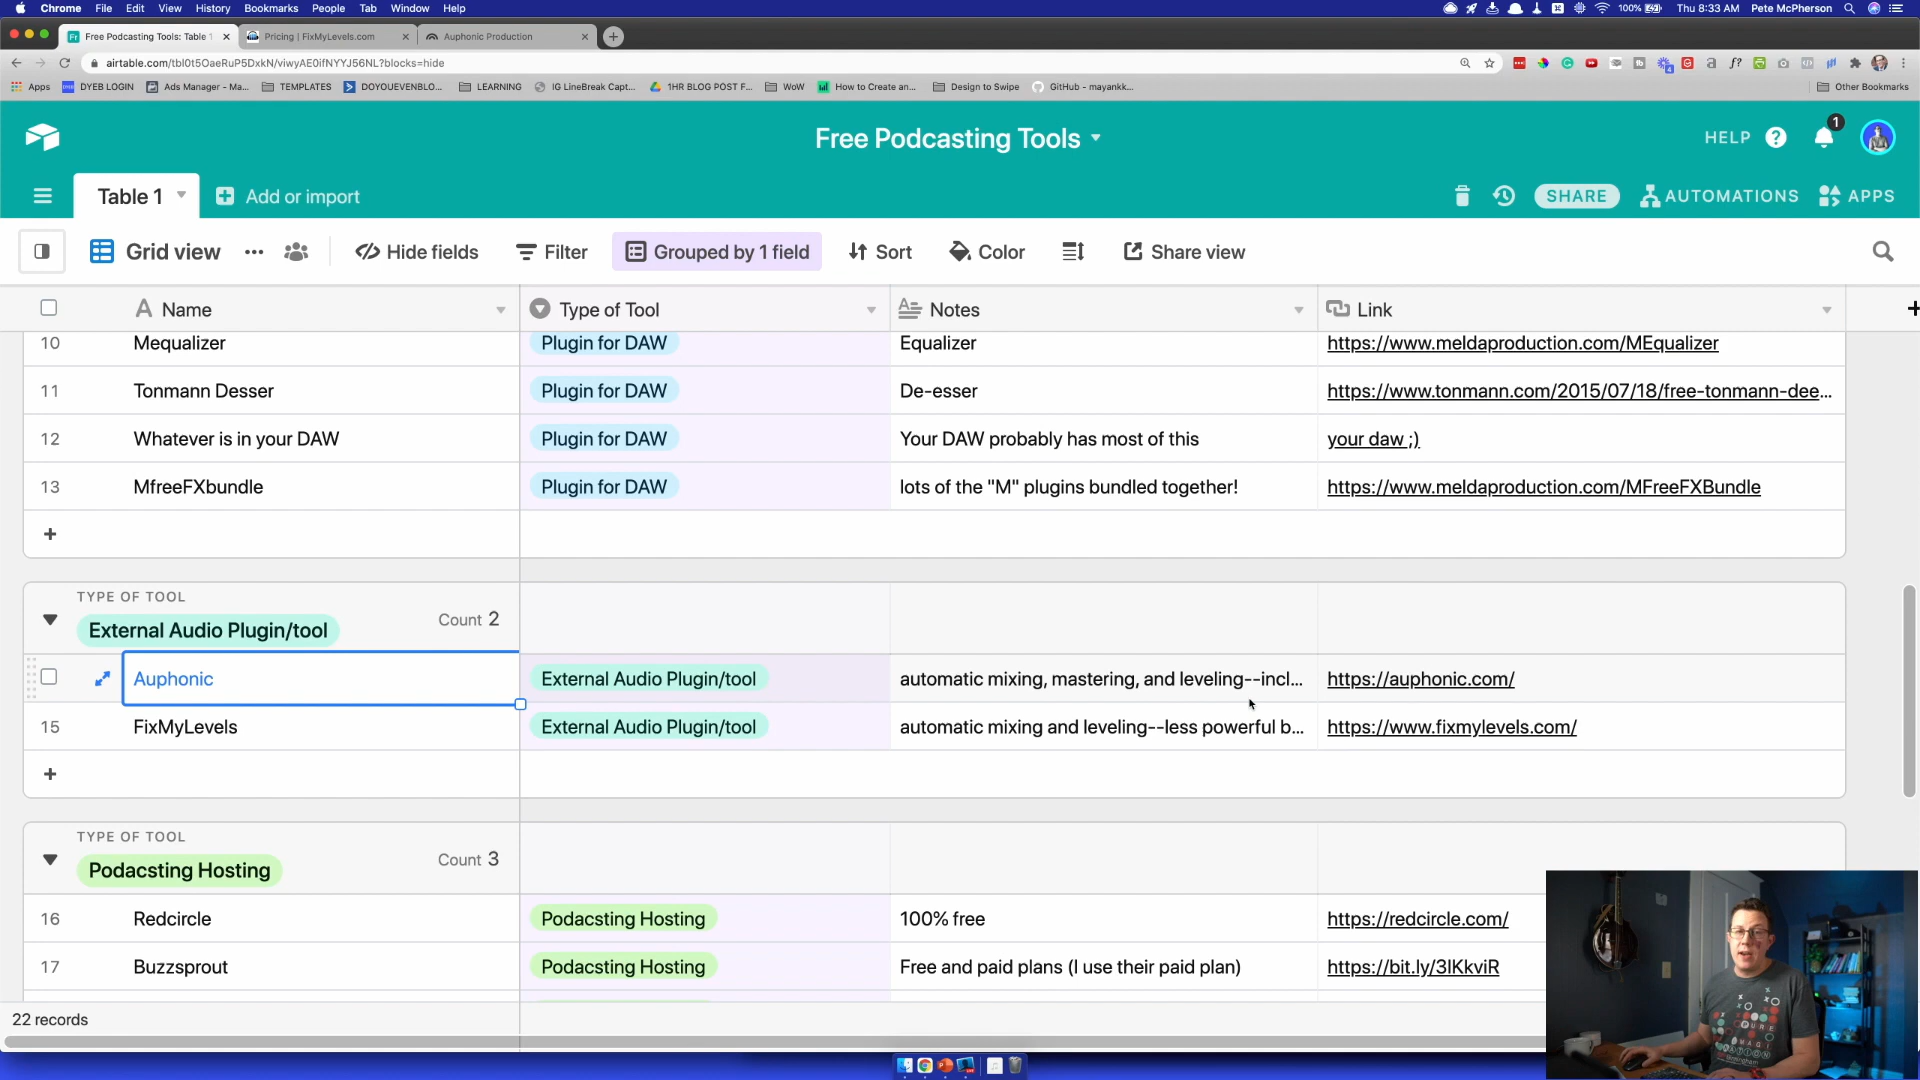 Chrome File Edit View History Bookmarks People Tab Window Help
100% Thu 8:33 AM Pete McPherson
Free Podcasting Tools: Table 1
Pricing | FixMyLevels.com
Auphonic Production
airtable.com/tbl0t5OaeRuP5DxkN/viwyAE0ifNYYJ56NL?blocks=hide
Apps DYEB LOGIN Ads Manager - Ma... TEMPLATES DOYOUEVENBLO... LEARNING IG LineBreak Capt... 1HR BLOG POST F... WoW How to Create an... Design to Swipe GitHub - mayankk... Other Bookmarks
Free Podcasting Tools
HELP
1
Table 1
Add or import
SHARE
AUTOMATIONS
APPS
Grid view
Hide fields
Filter
Grouped by 1 field
Sort
Color
Share view
Name Type of Tool Notes Link
10 Mequalizer Plugin for DAW Equalizer https://www.meldaproduction.com/MEqualizer
11 Tonmann Desser Plugin for DAW De-esser https://www.tonmann.com/2015/07/18/free-tonmann-dee...
12 Whatever is in your DAW Plugin for DAW Your DAW probably has most of this your daw ;)
13 MfreeFXbundle Plugin for DAW lots of the "M" plugins bundled together! https://www.meldaproduction.com/MFreeFXBundle
TYPE OF TOOL
External Audio Plugin/tool Count 2
Auphonic External Audio Plugin/tool automatic mixing, mastering, and leveling--incl... https://auphonic.com/
15 FixMyLevels External Audio Plugin/tool automatic mixing and leveling--less powerful b... https://www.fixmylevels.com/
TYPE OF TOOL
Podacsting Hosting Count 3
16 Redcircle Podacsting Hosting 100% free https://redcircle.com/
17 Buzzsprout Podacsting Hosting Free and paid plans (I use their paid plan) https://bit.ly/3lKkviR
22 records